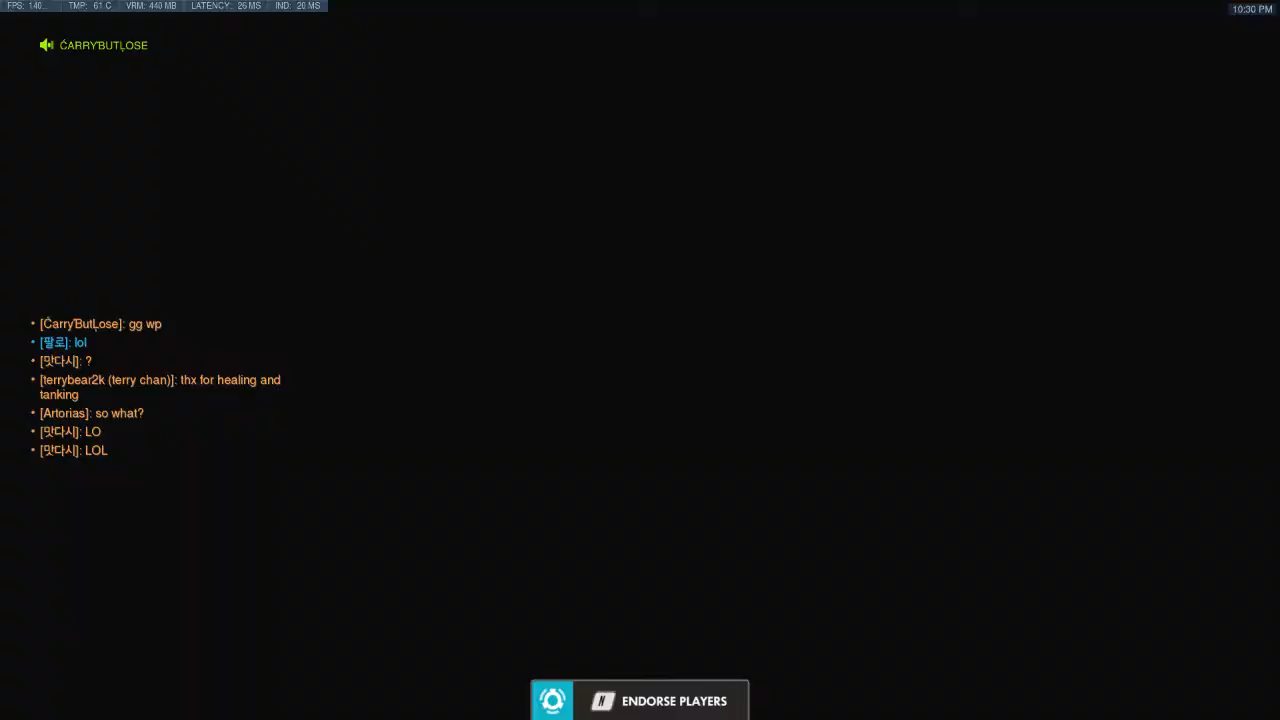 FPS: 140... TMP: 61 C VRM: 440 MB LATENCY: 26 MS IND: 20 MS
10:30 PM
ĆARRYƁUTĻOSE
[ĆarryƁutĻose]: gg wp
[팔로]: lol
[맛다시]: ?
[terrybear2k (terry chan)]: thx for healing and
tanking
[Artorias]: so what?
[맛다시]: LO
[맛다시]: LOL
N ENDORSE PLAYERS